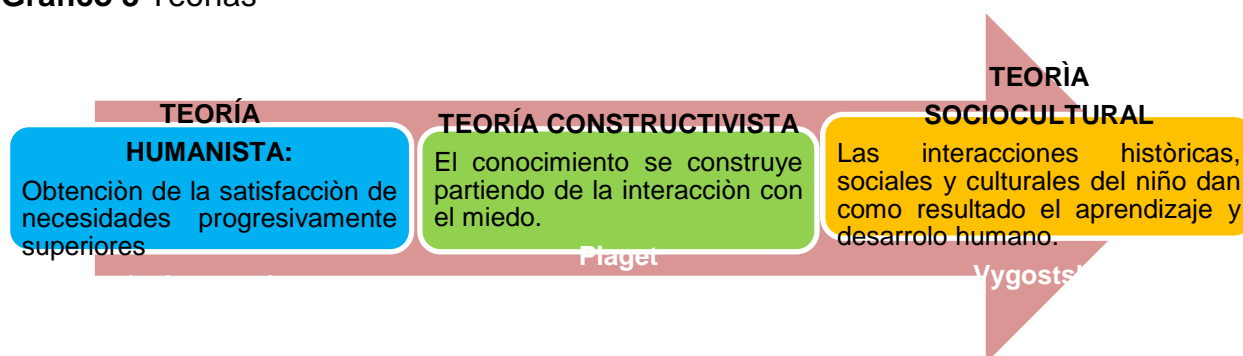 Teorías
TEORÍA
HUMANISTA:
Obtenciòn de la satisfacciòn de
necesidades progresivamente
superiores
TEORÍA CONSTRUCTIVISTA
El conocimiento se construye
partiendo de la interacciòn con
el miedo.
Piaget
TEORÌA
SOCIOCULTURAL
Las interacciones històricas,
sociales y culturales del niño dan
como resultado el aprendizaje y
desarrolo humano.